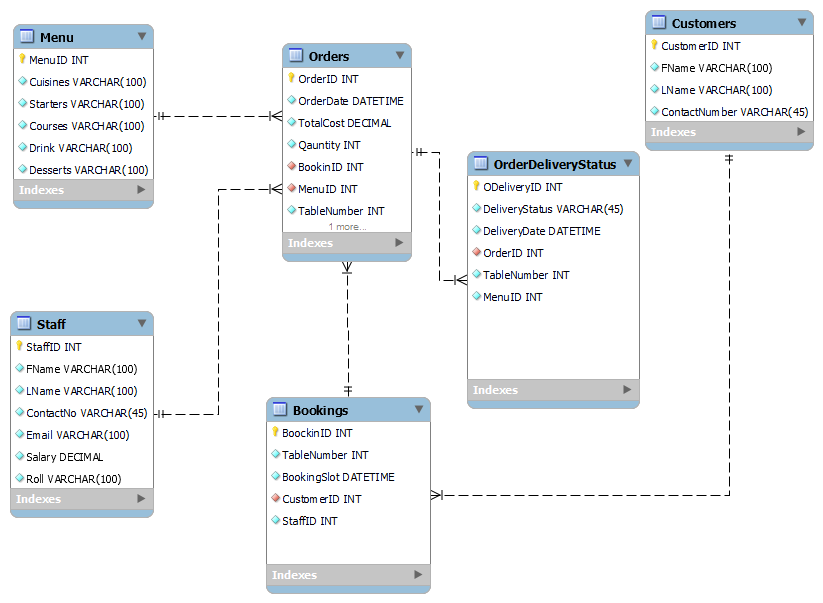 Menu
MenuID INT
Cuisines VARCHAR(100)
Starters VARCHAR(100)
Courses VARCHAR(100)
Drink VARCHAR(100)
Desserts VARCHAR(100)
Indexes
Orders
OrderID INT
OrderDate DATETIME
TotalCost DECIMAL
Qauntity INT
BookinID INT
MenuID INT
TableNumber INT
1 more...
Indexes
Customers
CustomerID INT
FName VARCHAR(100)
LName VARCHAR(100)
ContactNumber VARCHAR(45)
Indexes
OrderDeliveryStatus
ODeliveryID INT
DeliveryStatus VARCHAR(45)
DeliveryDate DATETIME
OrderID INT
TableNumber INT
MenuID INT
Indexes
Staff
StaffID INT
FName VARCHAR(100)
LName VARCHAR(100)
ContactNo VARCHAR(45)
Email VARCHAR(100)
Salary DECIMAL
Roll VARCHAR(100)
Indexes
Bookings
BoockinID INT
TableNumber INT
BookingSlot DATETIME
CustomerID INT
StaffID INT
Indexes